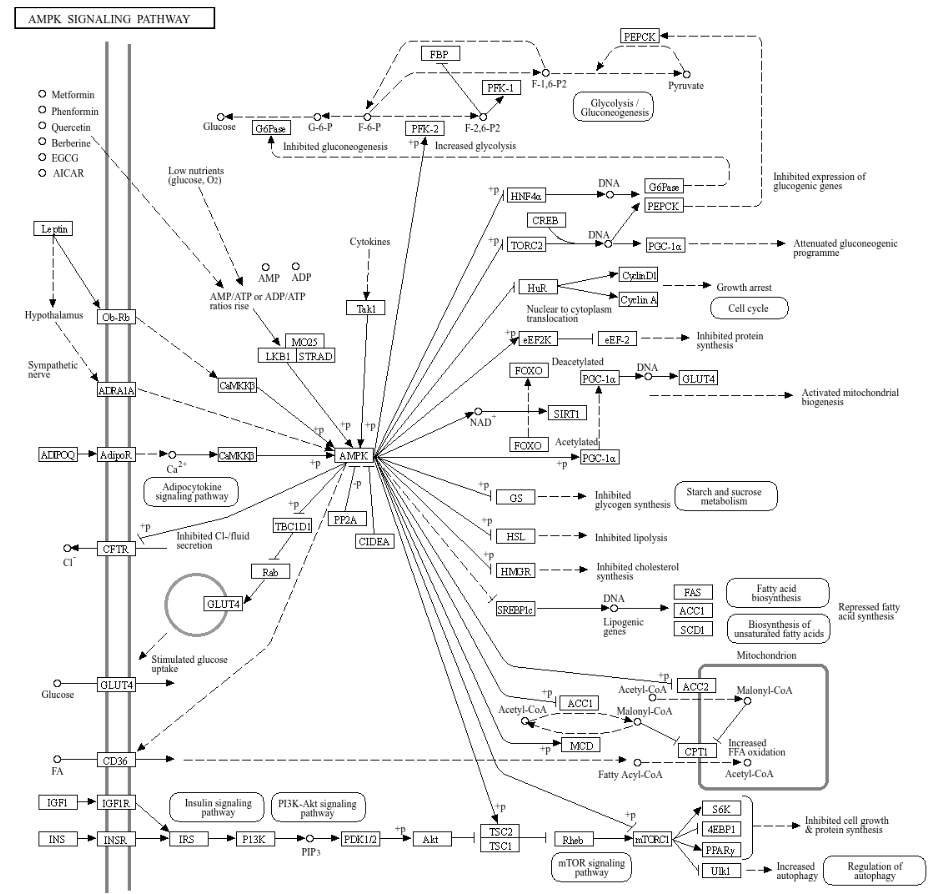 AMPK SIGNALING PATHWAY
Metformin
Phenformin
Quercetin
Berberine
EGCG
AICAR
FBP
PEPCK
PFK-1
F-1,6-P2
Pyruvate
Glycolysis /
Gluconeogenesis
Glucose
G6Pase
G-6-P
F-6-P
PFK-2
F-2,6-P2
+p
Inhibited gluconeogenesis
Increased glycolysis
Low nutrients
(glucose, O2)
Inhibited expression of
glucogenic genes
+p
HNF4α
DNA
G6Pase
PEPCK
CREB
+p
TORC2
DNA
PGC-1α
Attenuated gluconeogenic
programme
Leptin
Cytokines
AMP
ADP
AMP/ATP or ADP/ATP
ratios rise
HuR
CyclinD1
Cyclin A
Growth arrest
Cell cycle
Nuclear to cytoplasm
translocation
Hypothalamus
Ob-Rb
Tak1
+p
eEF2K
eEF-2
Inhibited protein
synthesis
MO25
LKB1
STRAD
Sympathetic
nerve
ADRA1A
CaMKKβ
Deacetylated
FOXO
PGC-1α
DNA
GLUT4
Activated mitochondrial
biogenesis
NAD+
SIRT1
FOXO
Acetylated
PGC-1α
+p
+p
+p
+p
+p
ADIPOQ
AdipoR
Ca2+
CaMKKβ
AMPK
Adipocytokine
signaling pathway
-p
+p
GS
Inhibited
glycogen synthesis
Starch and sucrose
metabolism
+p
TBC1D1
PP2A
CIDEA
+p
HSL
Inhibited lipolysis
+p
CFTR
Cl-
Inhibited Cl-/fluid
secretion
+p
HMGR
Inhibited cholesterol
synthesis
Rab
GLUT4
SREBP1c
DNA
Lipogenic
genes
FAS
ACC1
SCD1
Fatty acid
biosynthesis
Biosynthesis of
unsaturated fatty acids
Repressed fatty
acid synthesis
Stimulated glucose
uptake
Glucose
GLUT4
Mitochondrion
+p
ACC2
Acetyl-CoA
Malonyl-CoA
+p
ACC1
Acetyl-CoA
Malonyl-CoA
+p
MCD
CPT1
Increased
FFA oxidation
FA
CD36
Fatty Acyl-CoA
Acetyl-CoA
IGF1
IGF1R
Insulin signaling
pathway
PI3K-Akt signaling
pathway
+p
INS
INSR
IRS
P13K
PIP3
PDK1/2
+p
Akt
TSC2
TSC1
Rheb
+p
mTORC1
mTOR signaling
pathway
S6K
4EBP1
PPARγ
Ulk1
Inhibited cell growth
& protein synthesis
Increased
autophagy
Regulation of
autophagy